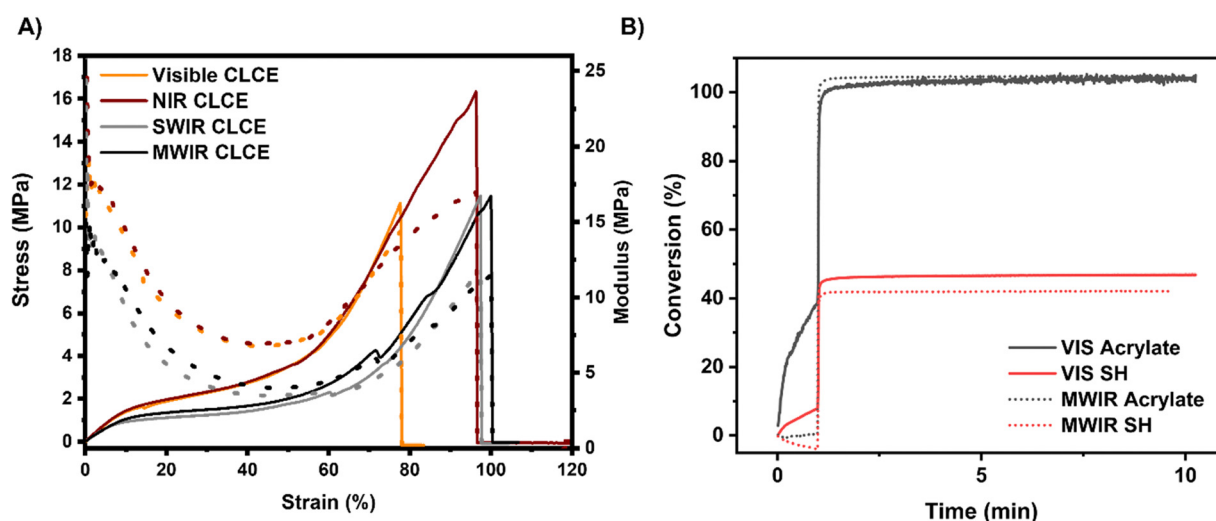 A)
Stress (MPa)
18
16
14
12
10
8
6
4
2
0
Visible CLCE
NIR CLCE
SWIR CLCE
MWIR CLCE
25
20
15
10
5
0
Modulus (MPa)
0 20 40 60 80 100 120
Strain (%)
B)
Conversion (%)
100
80
60
40
20
0
VIS Acrylate
VIS SH
MWIR Acrylate
MWIR SH
0 5 10
Time (min)